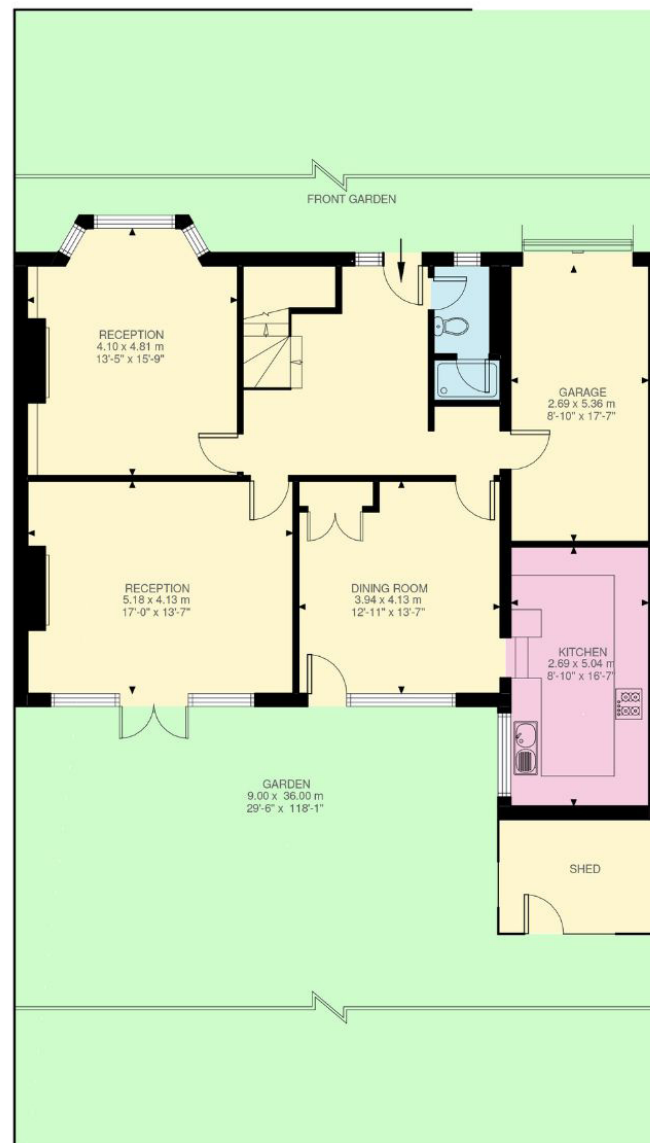 FRONT GARDEN
RECEPTION
4.10 x 4.81 m
13'-5" x 15'-9"
GARAGE
2.69 x 5.36 m
8'-10" x 17'-7"
RECEPTION
5.18 x 4.13 m
17'-0" x 13'-7"
DINING ROOM
3.94 x 4.13 m
12'-11" x 13'-7"
KITCHEN
2.69 x 5.04 m
8'-10" x 16'-7"
GARDEN
9.00 x 36.00 m
29'-6" x 118'-1"
SHED